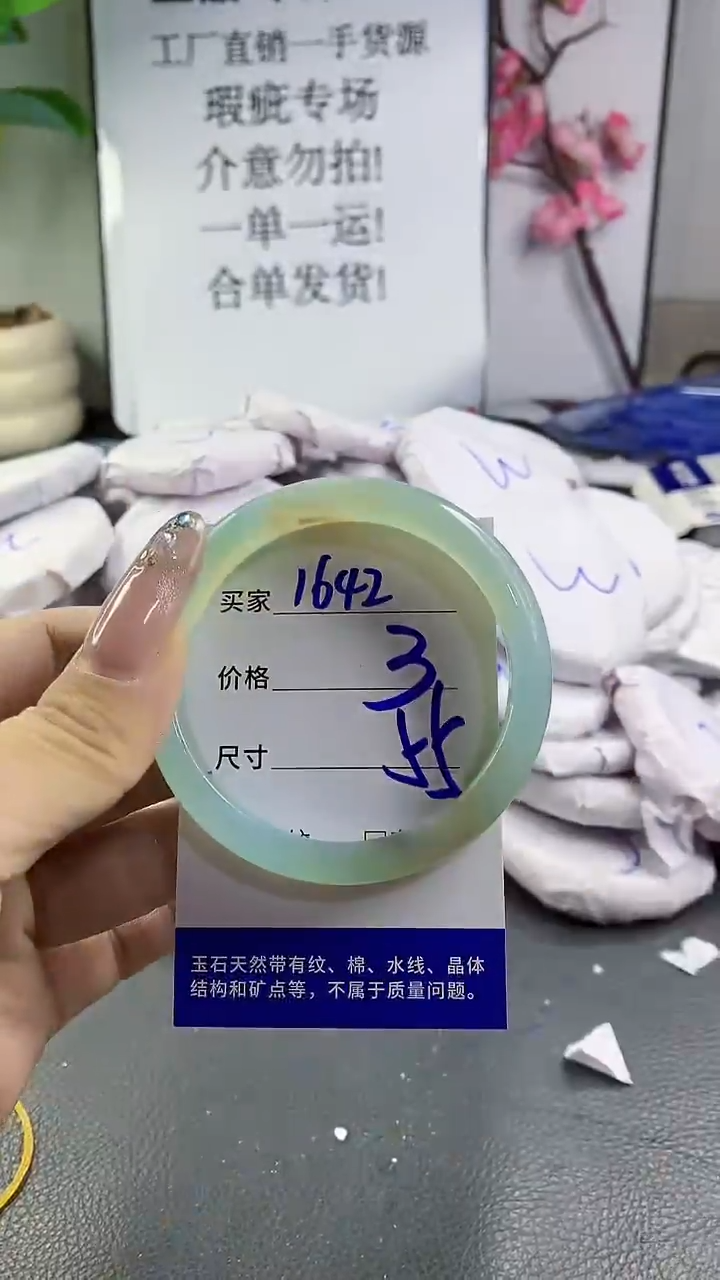 工厂直销一手货源
瑕疵专场
介意勿拍!
一单一运!
合单发货!
买家 1642
价格 3
尺寸 55
玉石天然带有纹、棉、水线、晶体
结构和矿点等，不属于质量问题。